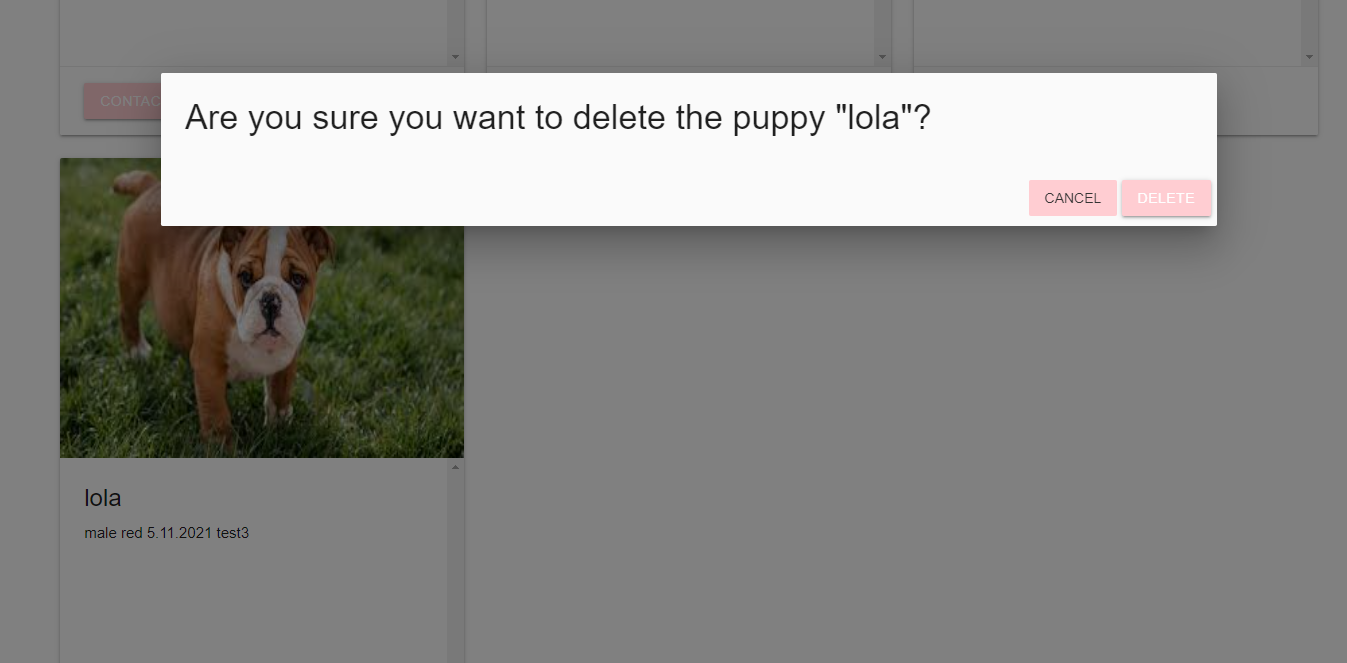 Are you sure you want to delete the puppy "lola"?
CANCEL
DELETE
lola
male red 5.11.2021 test3